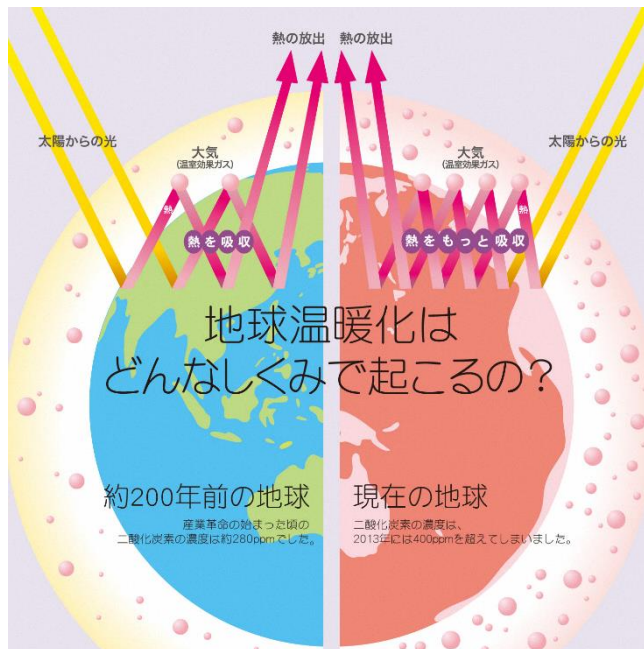 熱の放出
熱の放出
太陽からの光
大気
(温室効果ガス)
熱
熱を吸収
大気
(温室効果ガス)
太陽からの光
熱
熱をもっと吸収
地球温暖化は
どんなしくみで起こるの?
約200年前の地球
産業革命の始まった頃の
二酸化炭素の濃度は約280ppmでした。
現在の地球
二酸化炭素の濃度は、
2013年には400ppmを超えてしまいました。